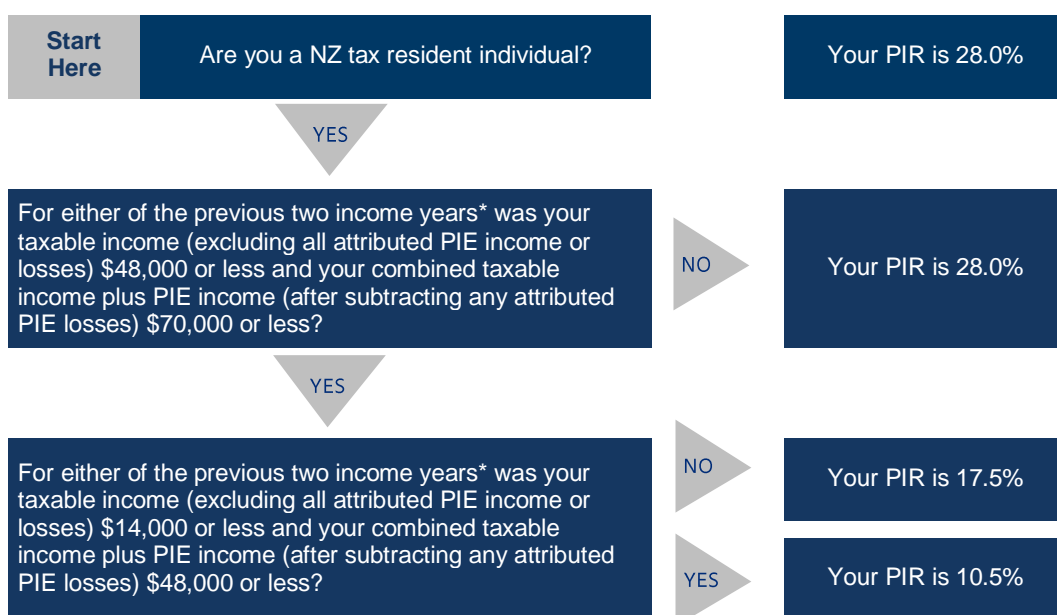 Start
Here
Are you a NZ tax resident individual?
Your PIR is 28.0%
YES
For either of the previous two income years* was your
taxable income (excluding all attributed PIE income or
losses) $48,000 or less and your combined taxable
income plus PIE income (after subtracting any attributed
PIE losses) $70,000 or less?
NO
Your PIR is 28.0%
YES
For either of the previous two income years* was your
taxable income (excluding all attributed PIE income or
losses) $14,000 or less and your combined taxable
income plus PIE income (after subtracting any attributed
PIE losses) $48,000 or less?
NO
Your PIR is 17.5%
YES
Your PIR is 10.5%